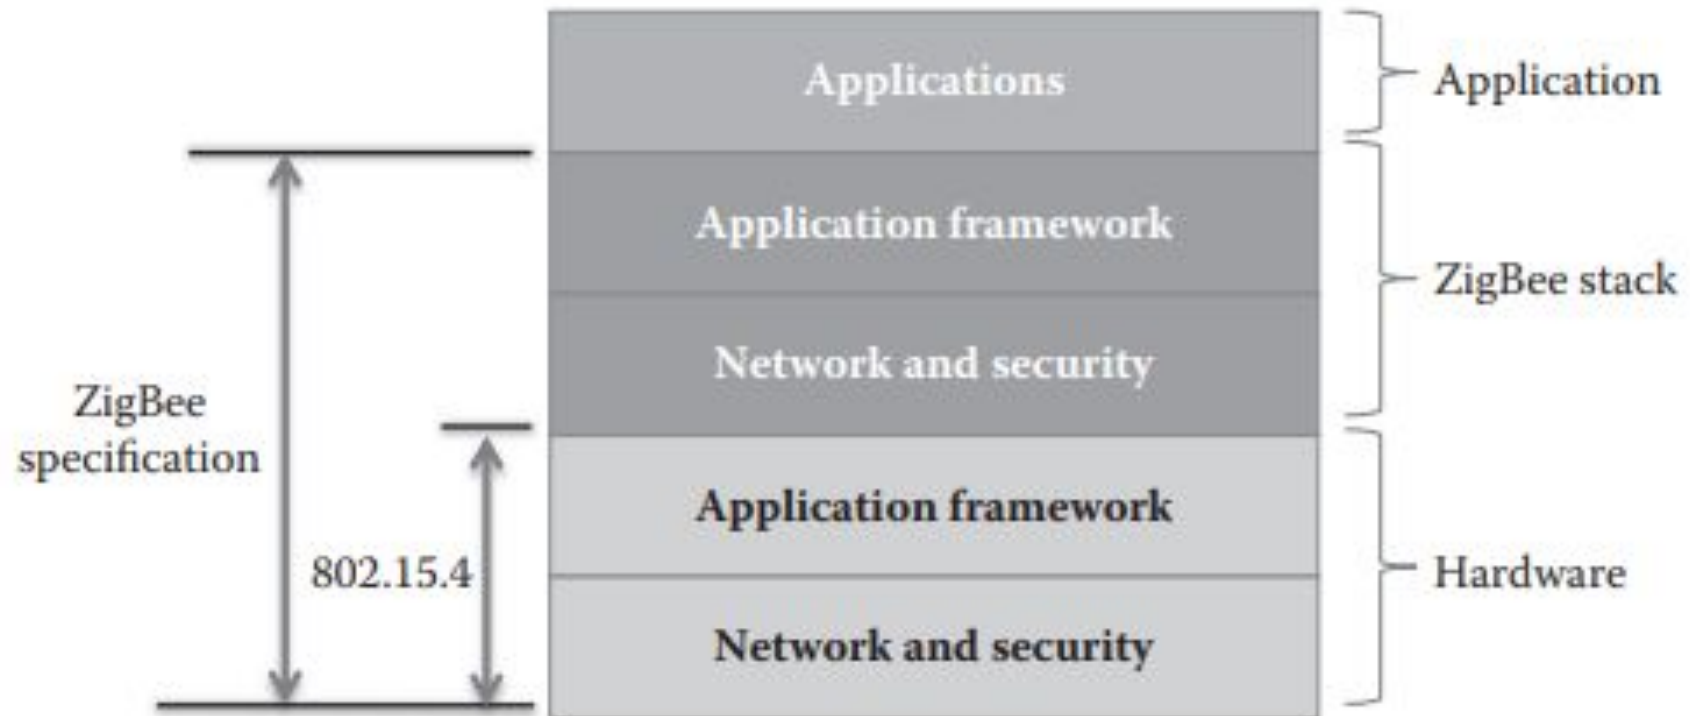 Applications
Application
Application framework
ZigBee stack
Network and security
ZigBee
specification
Application framework
802.15.4
Hardware
Network and security